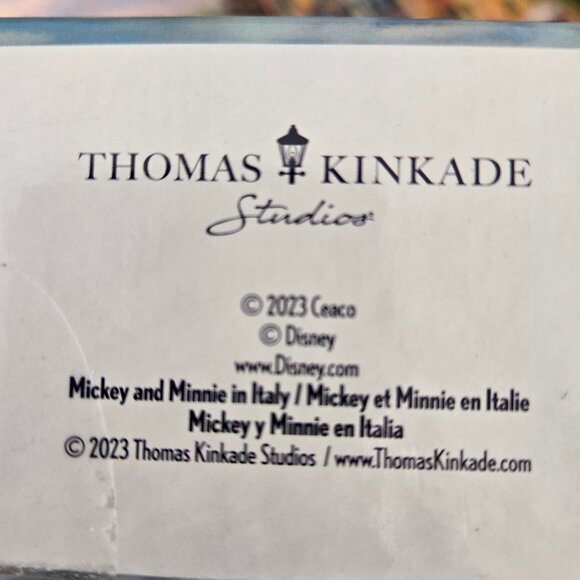 THOMAS KINKADE
Studios
© 2023 Ceaco
© Disney
www.Disney.com
Mickey and Minnie in Italy / Mickey et Minnie en Italie
Mickey y Minnie en Italia
© 2023 Thomas Kinkade Studios / www.ThomasKinkade.com